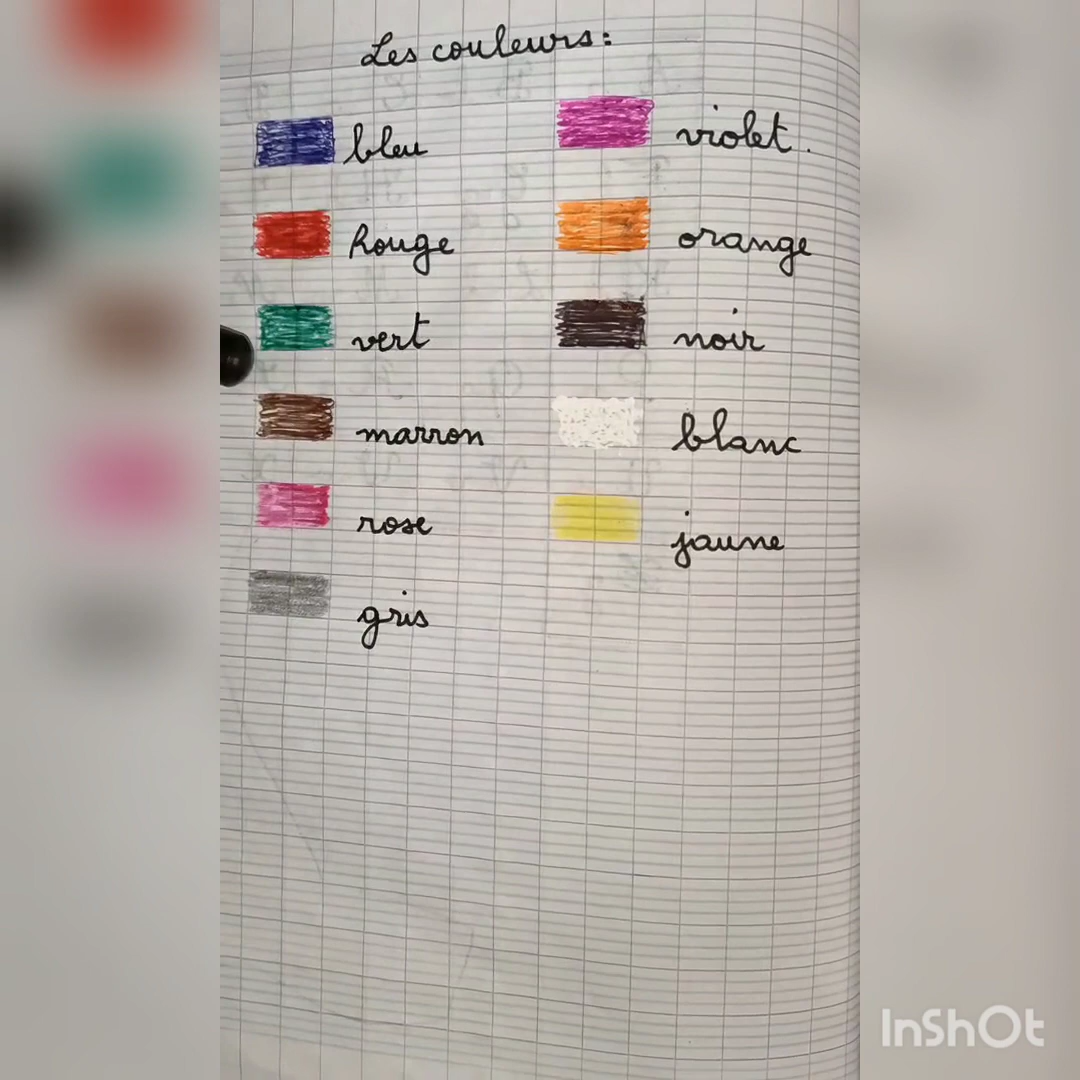 Les couleurs:
bleu
Rouge
vert
marron
rose
gris
violet.
orange
noir
blanc
jaune
InShOt